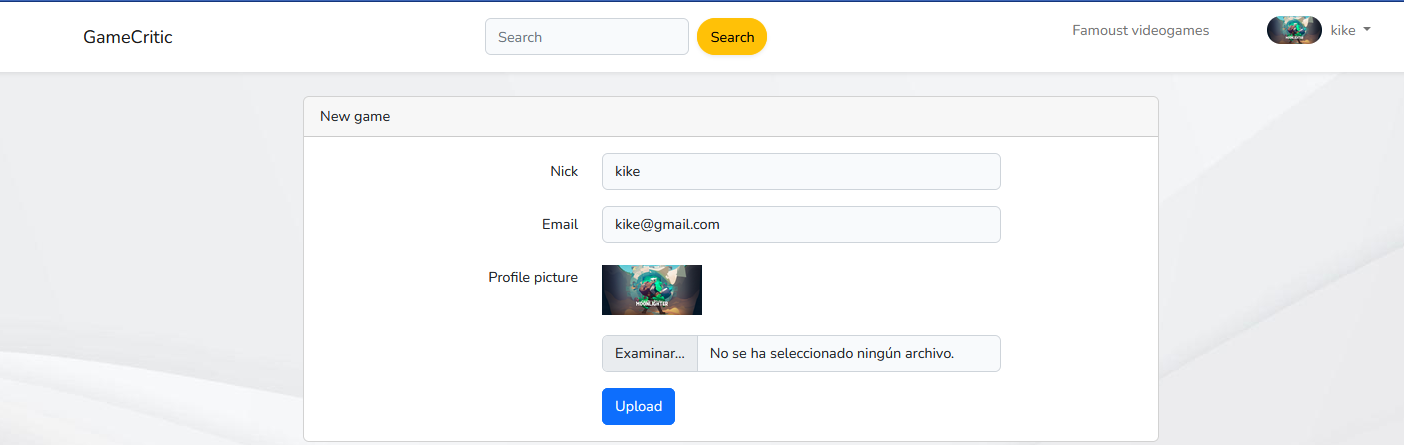 GameCritic
Search
Search
Famoust videogames
kike
New game
Nick
kike
Email
kike@gmail.com
Profile picture
MOONLIGHTER
Examinar...
No se ha seleccionado ningún archivo.
Upload